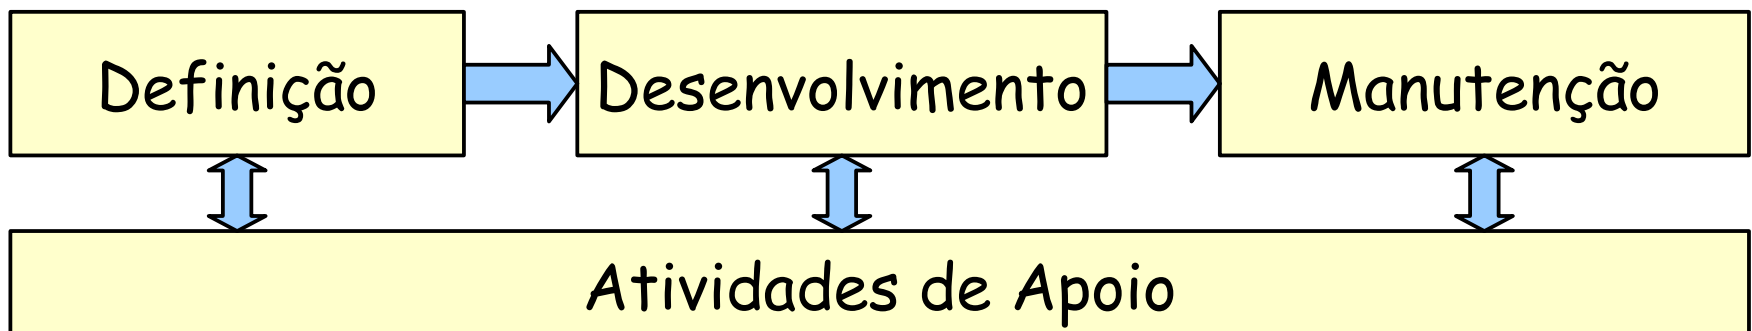 Definição
Desenvolvimento
Manutenção
Atividades de Apoio